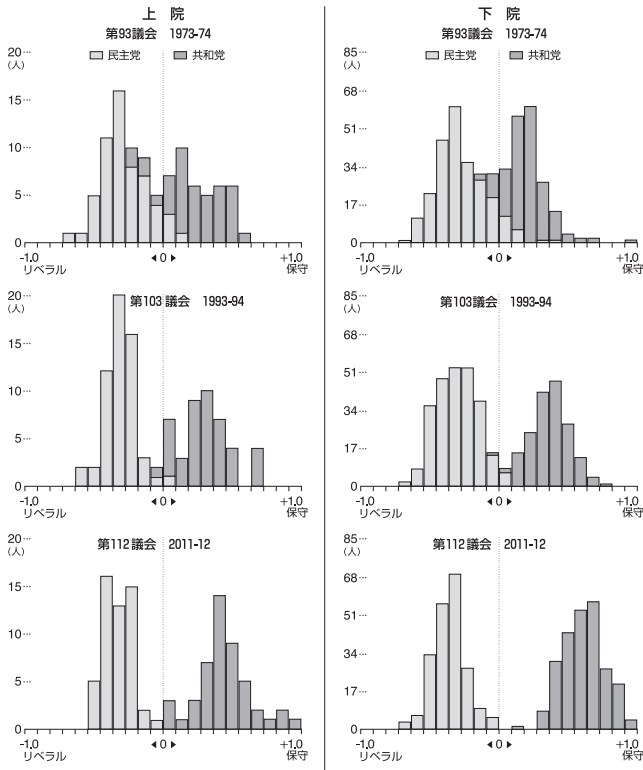 上 院
第93議会 1973-74
20
(人)
民主党 共和党
15
10
5
0
-1.0 ◀0▶ +1.0
リベラル 保守
20
(人)
第103議会 1993-94
15
10
5
0
-1.0 ◀0▶ +1.0
リベラル 保守
20
(人)
第112議会 2011-12
15
10
5
0
-1.0 ◀0▶ +1.0
リベラル 保守
下 院
第93議会 1973-74
85
(人)
民主党 共和党
68
51
34
17
0
-1.0 ◀0▶ +1.0
リベラル 保守
85
(人)
第103議会 1993-94
68
51
34
17
0
-1.0 ◀0▶ +1.0
リベラル 保守
85
(人)
第112議会 2011-12
68
51
34
17
0
-1.0 ◀0▶ +1.0
リベラル 保守